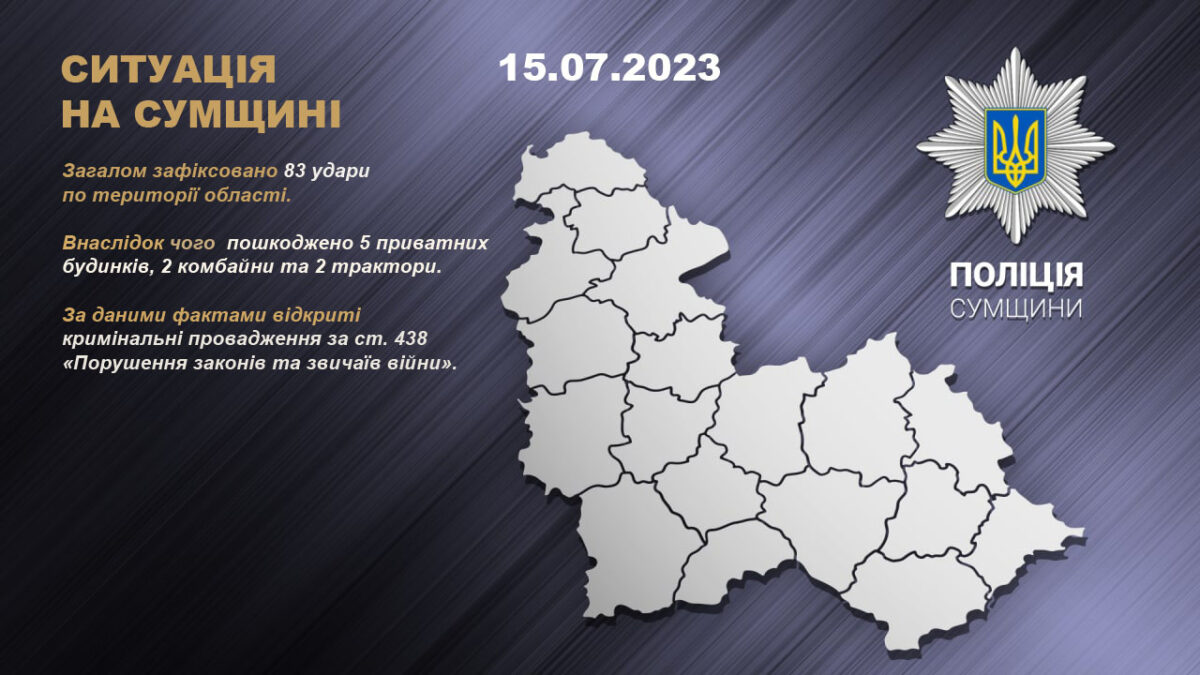 СИТУАЦІЯ
НА СУМЩИНІ
15.07.2023
Загалом зафіксовано 83 удари
по території області.
Внаслідок чого пошкоджено 5 приватних
будинків, 2 комбайни та 2 трактори.
За даними фактами відкриті
кримінальні провадження за ст. 438
«Порушення законів та звичаїв війни».
ПОЛІЦІЯ
СУМЩИНИ